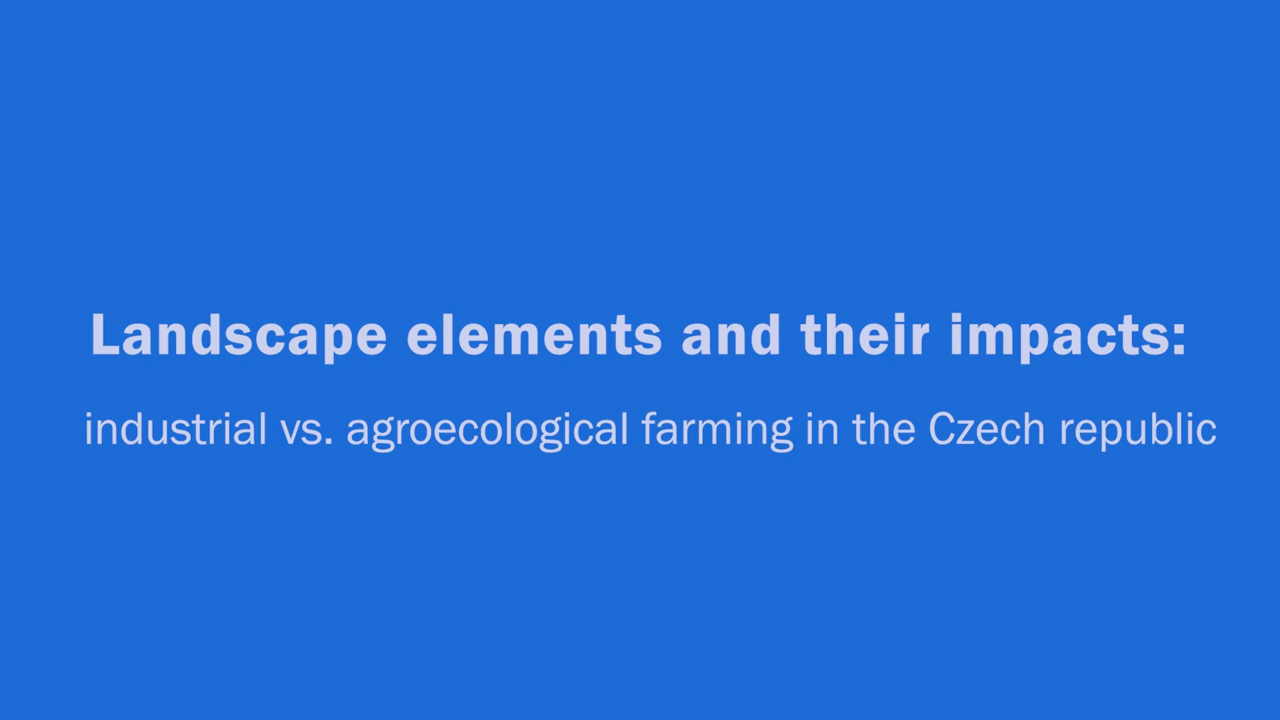 Landscape elements and their impacts:
industrial vs. agroecological farming in the Czech republic